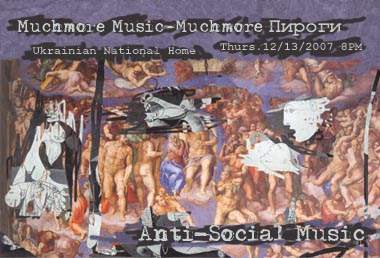 Muchmore Music-Muchmore Пироги
Ukrainian National Home Thurs.12/13/2007 8PM
Anti-Social Music